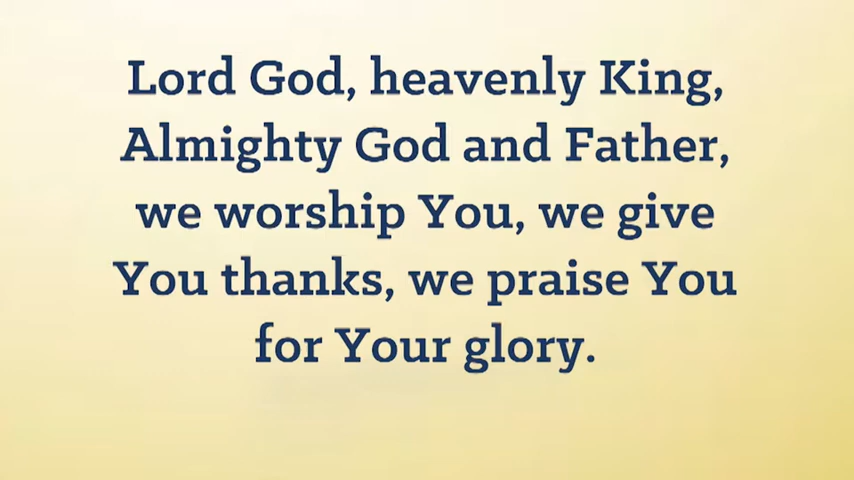 Lord God, heavenly King,
Almighty God and Father,
we worship You, we give
You thanks, we praise You
for Your glory.